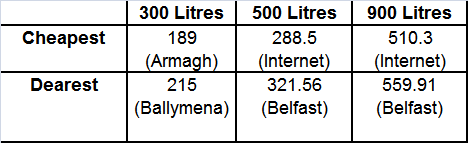 300 Litres 500 Litres 900 Litres
Cheapest 189 288.5 510.3
(Armagh) (Internet) (Internet)
Dearest 215 321.56 559.91
(Ballymena) (Belfast) (Belfast)